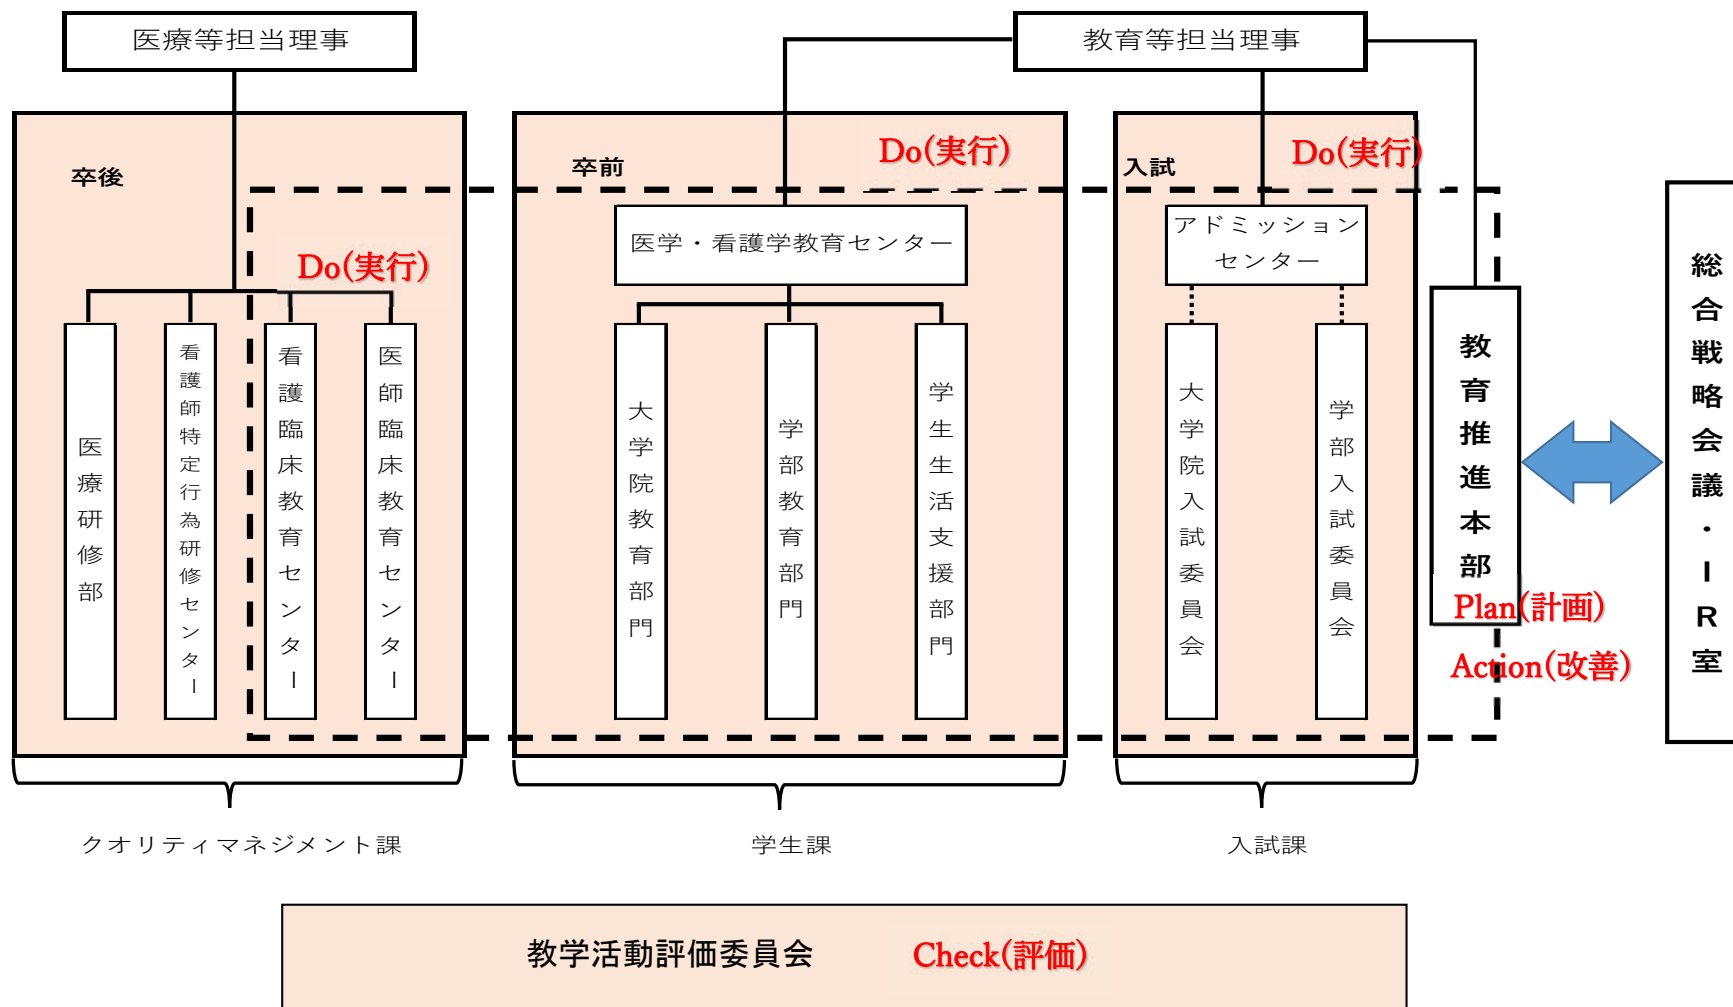 医療等担当理事
教育等担当理事
卒後
卒前
入試
Do(実行)
Do(実行)
Do(実行)
医学・看護学教育センター
アドミッション
センター
医療研修部
看護師特定行為研修センター
看護臨床教育センター
医師臨床教育センター
大学院教育部門
学部教育部門
学生生活支援部門
大学院入試委員会
学部入試委員会
教育推進本部
Plan(計画)
Action(改善)
総合戦略会議・IR室
クオリティマネジメント課
学生課
入試課
教学活動評価委員会
Check(評価)